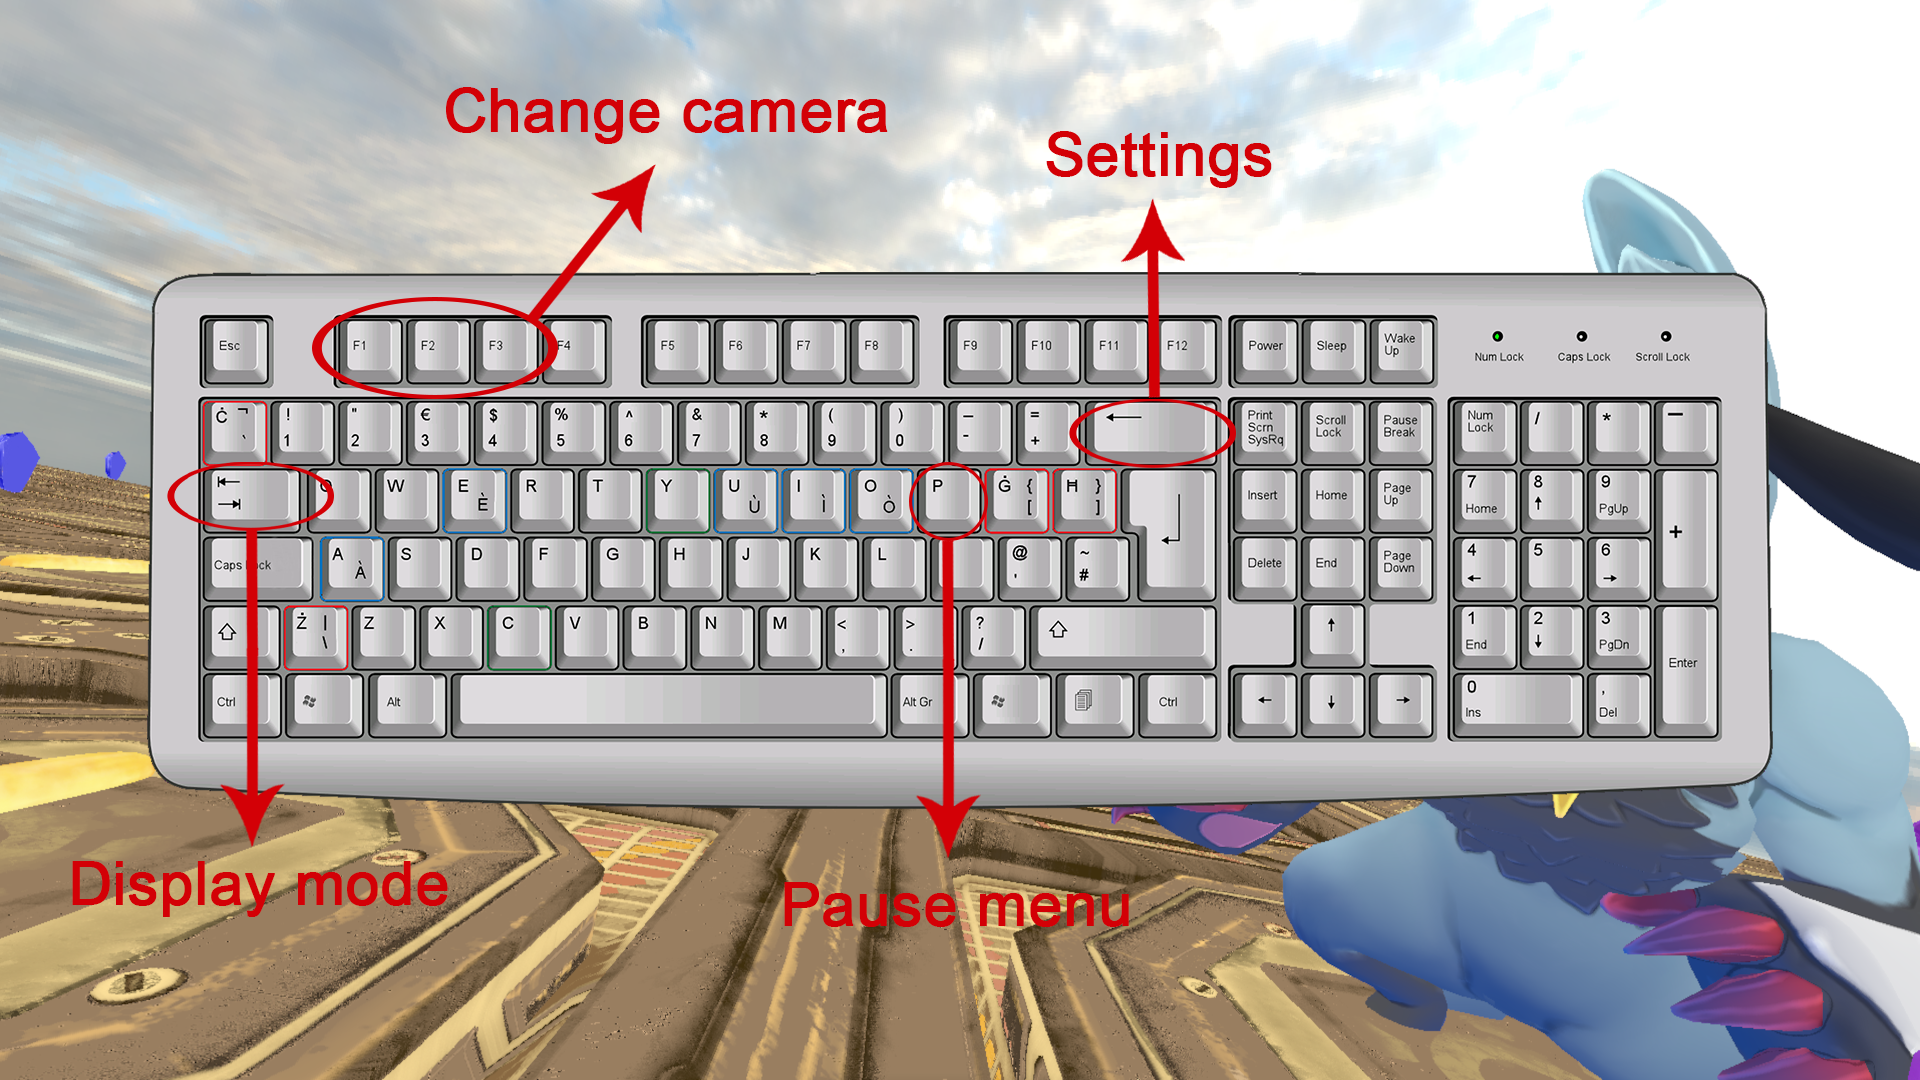 Change camera
Settings
Esc F1 F2 F3 F4 F5 F6 F7 F8 F9 F10 F11 F12 Power Sleep Wake Up
Num Lock Caps Lock Scroll Lock
Ċ ¬ ` ! 1 " 2 € 3 $ 4 % 5 ^ 6 & 7 * 8 ( 9 ) 0 – - = + ← Print Scrn SysRq Scroll Lock Pause Break Num Lock / * –
Q W E È R T Y U Ù I Ì O Ò P Ġ { [ Ħ } ] Insert Home Page Up 7 Home 8 ↑ 9 PgUp +
Caps A À S D F G H J K L @ ' ~ # Delete End Page Down 4 ← 5 6 →
Ż | \ Z X C V B N M < , > . ? / ↑ 1 End 2 ↓ 3 PgDn Enter
Ctrl Alt Alt Gr Ctrl ← ↓ → 0 Ins , Del
Display mode
Pause menu